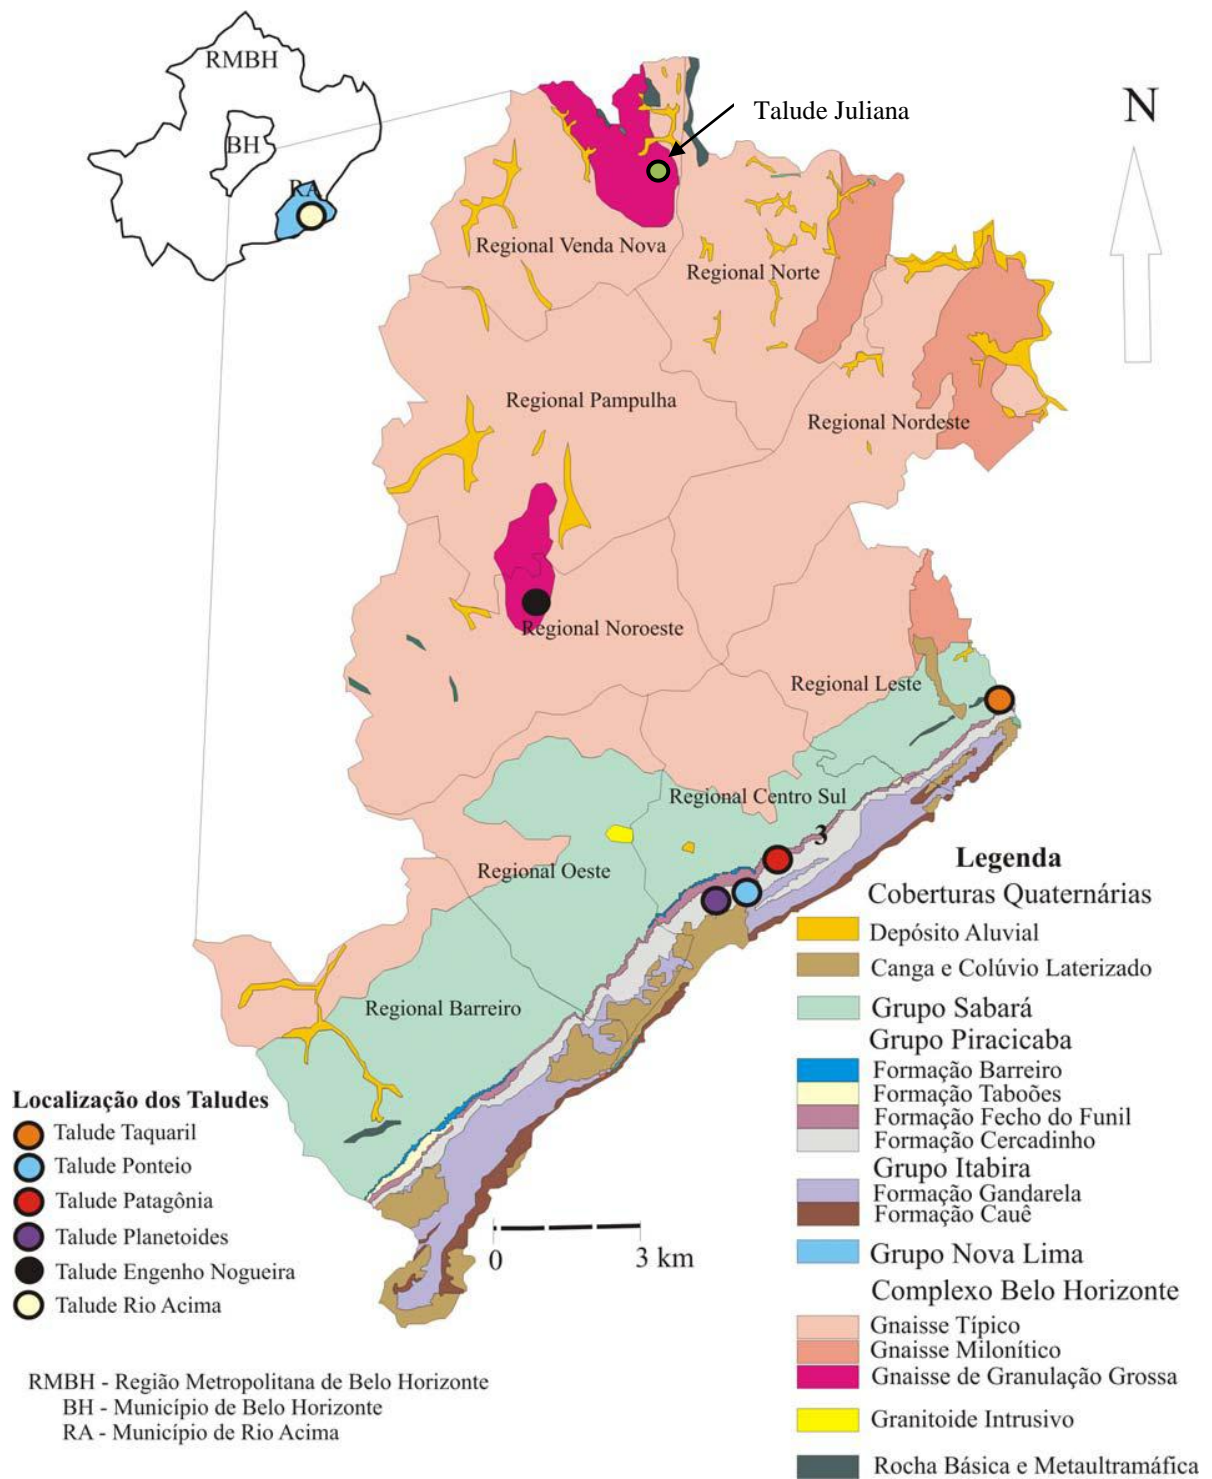 RMBH
BH
RA
Talude Juliana
N
Regional Venda Nova
Regional Norte
Regional Pampulha
Regional Nordeste
Regional Noroeste
Regional Leste
Regional Centro Sul
3
Regional Oeste
Regional Barreiro
Localização dos Taludes
Talude Taquaril
Talude Ponteio
Talude Patagônia
Talude Planetoides
Talude Engenho Nogueira
Talude Rio Acima
0
3 km
RMBH - Região Metropolitana de Belo Horizonte
BH - Município de Belo Horizonte
RA - Município de Rio Acima
Legenda
Coberturas Quaternárias
Depósito Aluvial
Canga e Colúvio Laterizado
Grupo Sabará
Grupo Piracicaba
Formação Barreiro
Formação Taboões
Formação Fecho do Funil
Formação Cercadinho
Grupo Itabira
Formação Gandarela
Formação Cauê
Grupo Nova Lima
Complexo Belo Horizonte
Gnaisse Típico
Gnaisse Milonítico
Gnaisse de Granulação Grossa
Granitoide Intrusivo
Rocha Básica e Metaultramáfica